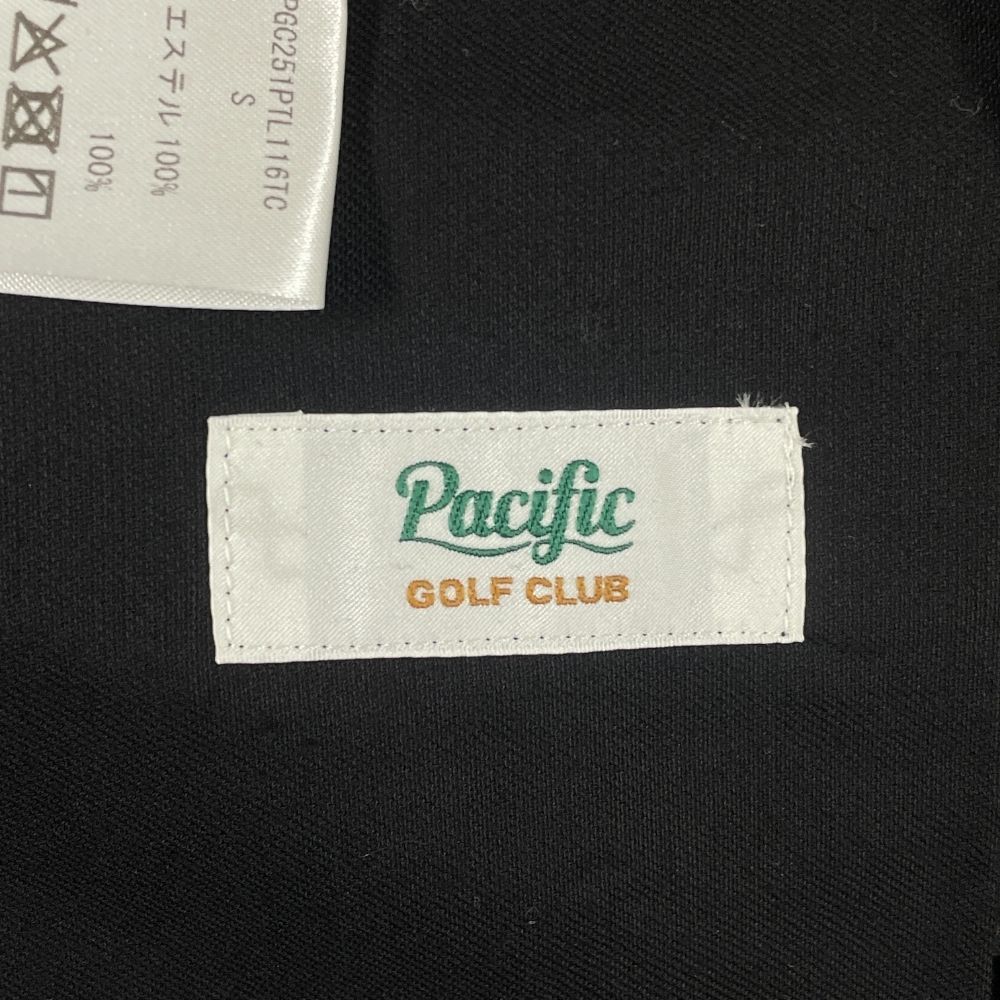 PGC251PTL116TC
S
エステル 100%
100%
Pacific
GOLF CLUB